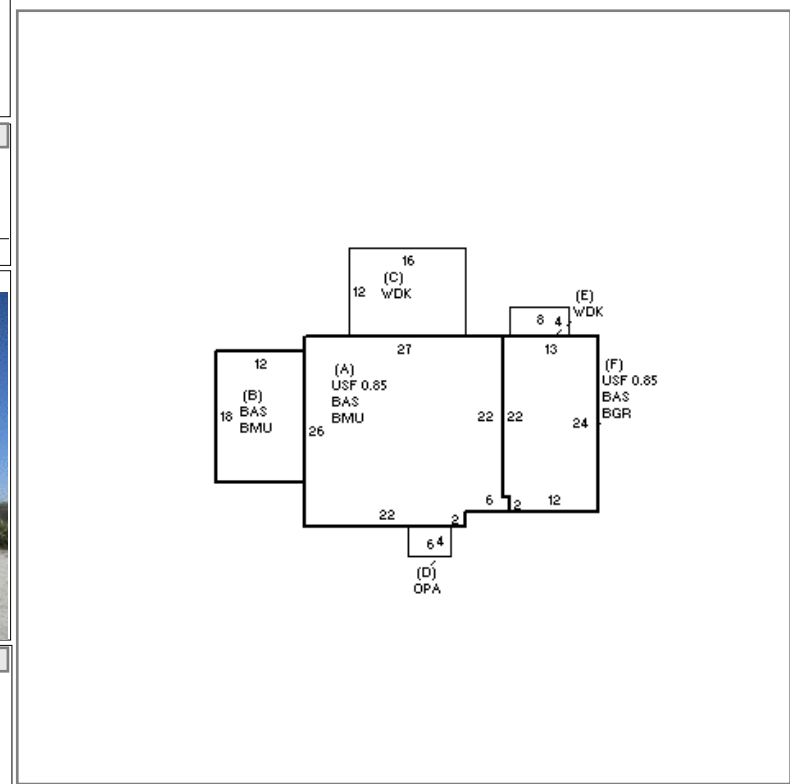 16
(C)
12 WDK
(E)
WDK
8 4
27
13
12
(A)
USF 0.85
BAS
BMU
(F)
USF 0.85
BAS
BGR
(B)
18 BAS
BMU
26
22 22
24
6
2 12
22
2
6 4
(D)
OPA